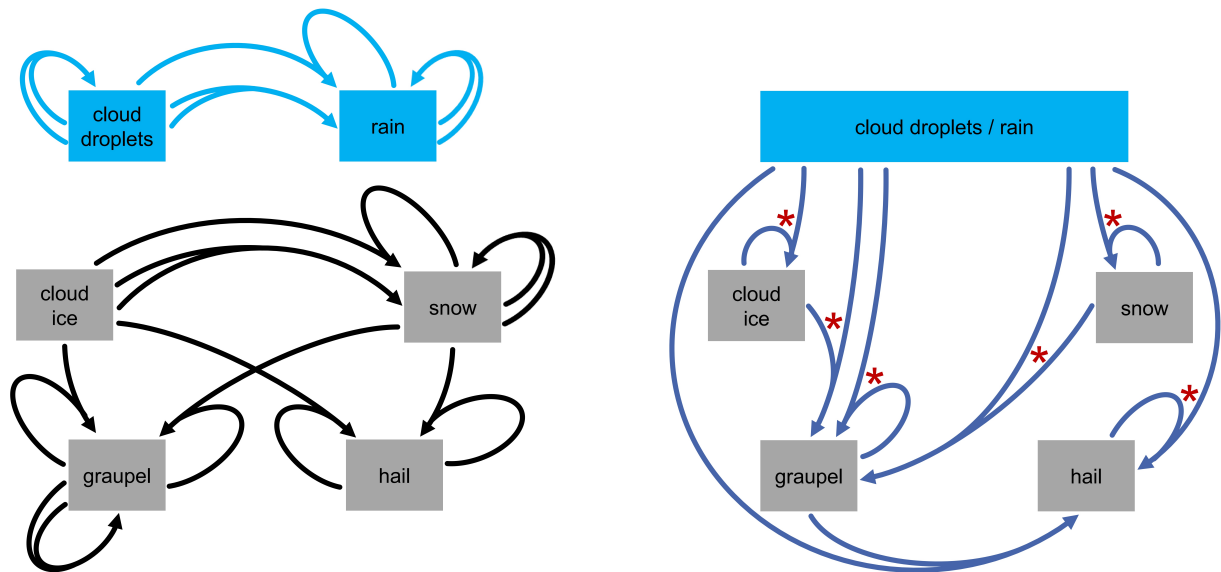 cloud
droplets
rain
cloud
ice
snow
graupel
hail
cloud droplets / rain
*
*
cloud
ice
snow
*
*
*
*
graupel
hail